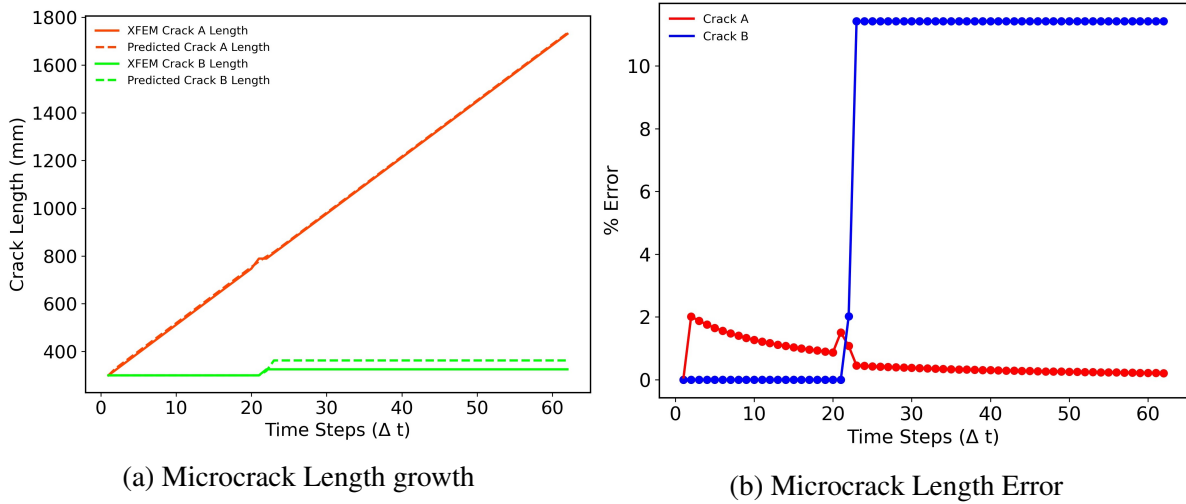 1800
1600
1400
1200
1000
800
600
400
0
10
20
30
40
50
60
Crack Length (mm)
Time Steps (Δ t)
XFEM Crack A Length
Predicted Crack A Length
XFEM Crack B Length
Predicted Crack B Length
(a) Microcrack Length growth
10
8
6
4
2
0
0
10
20
30
40
50
60
% Error
Time Steps (Δ t)
Crack A
Crack B
(b) Microcrack Length Error